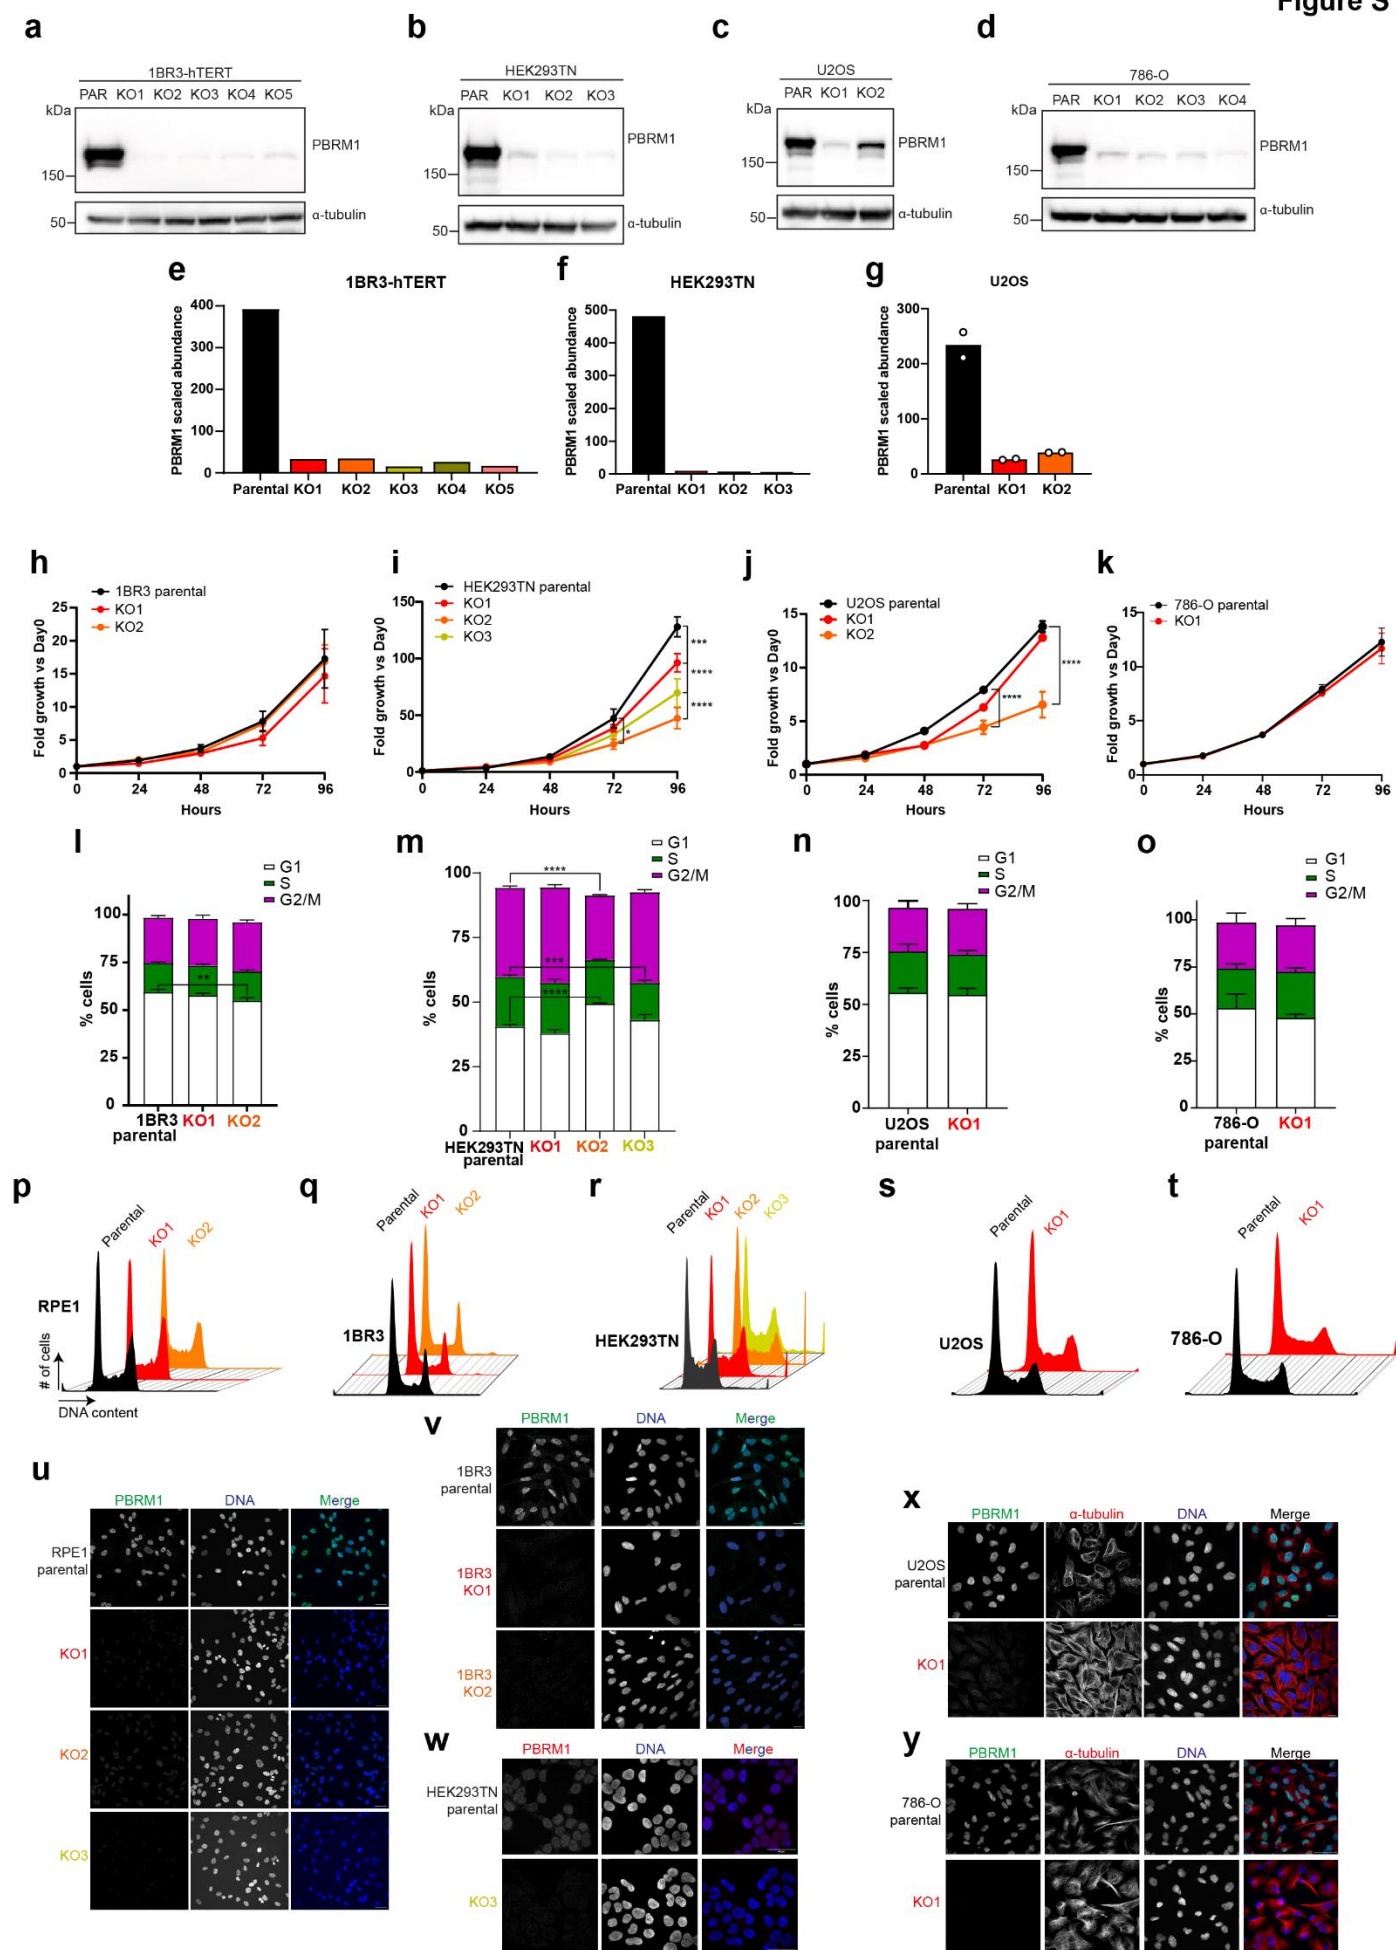 Figure S
a
b
c
d
1BR3-hTERT
PAR KO1 KO2 KO3 KO4 KO5
kDa
PBRM1
150
50
α-tubulin
HEK293TN
PAR KO1 KO2 KO3
kDa
PBRM1
150
50
α-tubulin
U2OS
PAR KO1 KO2
kDa
PBRM1
150
50
α-tubulin
786-O
PAR KO1 KO2 KO3 KO4
kDa
PBRM1
150
50
α-tubulin
e
1BR3-hTERT
PBRM1 scaled abundance
400
300
200
100
0
Parental KO1 KO2 KO3 KO4 KO5
f
HEK293TN
PBRM1 scaled abundance
500
400
300
200
100
0
Parental KO1 KO2 KO3
g
U2OS
PBRM1 scaled abundance
300
200
100
0
Parental KO1 KO2
h
1BR3 parental
KO1
KO2
Fold growth vs Day0
25
20
15
10
5
0
0 24 48 72 96
Hours
i
HEK293TN parental
KO1
KO2
KO3
Fold growth vs Day0
150
100
50
0
***
****
****
*
0 24 48 72 96
Hours
j
U2OS parental
KO1
KO2
Fold growth vs Day0
15
10
5
0
****
****
0 24 48 72 96
Hours
k
786-O parental
KO1
Fold growth vs Day0
15
10
5
0
0 24 48 72 96
Hours
l
G1
S
G2/M
% cells
100
75
50
25
0
**
1BR3 parental KO1 KO2
m
G1
S
G2/M
% cells
100
75
50
25
0
****
***
****
HEK293TN parental KO1 KO2 KO3
n
G1
S
G2/M
% cells
100
75
50
25
0
U2OS parental KO1
o
G1
S
G2/M
% cells
100
75
50
25
0
786-O parental KO1
p
Parental KO1 KO2
RPE1
# of cells
DNA content
q
Parental KO1 KO2
1BR3
r
Parental KO1 KO2 KO3
HEK293TN
s
Parental KO1
U2OS
t
Parental KO1
786-O
u
PBRM1 DNA Merge
RPE1
parental
KO1
KO2
KO3
v
PBRM1 DNA Merge
1BR3
parental
1BR3
KO1
1BR3
KO2
w
PBRM1 DNA Merge
HEK293TN
parental
KO3
x
PBRM1 α-tubulin DNA Merge
U2OS
parental
KO1
y
PBRM1 α-tubulin DNA Merge
786-O
parental
KO1